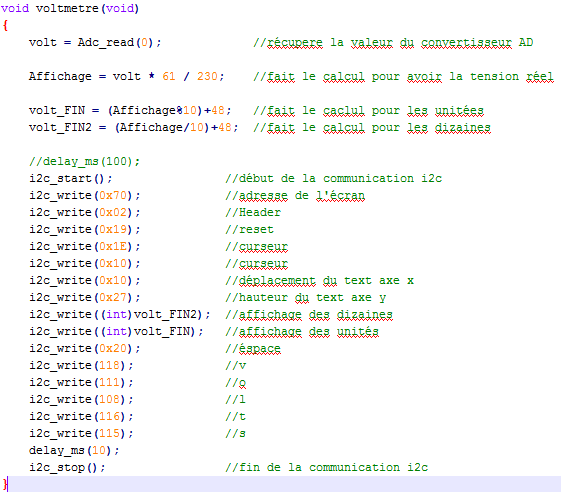 void voltmetre(void)
{
volt = Adc_read(0); //récupere la valeur du convertisseur AD
Affichage = volt * 61 / 230; //fait le calcul pour avoir la tension réel
volt_FIN = (Affichage%10)+48; //fait le caclul pour les unitées
volt_FIN2 = (Affichage/10)+48; //fait le calcul pour les dizaines
//delay_ms(100);
i2c_start(); //début de la communication i2c
i2c_write(0x70); //adresse de l'écran
i2c_write(0x02); //Header
i2c_write(0x19); //reset
i2c_write(0x1E); //curseur
i2c_write(0x10); //curseur
i2c_write(0x10); //déplacement du text axe x
i2c_write(0x27); //hauteur du text axe y
i2c_write((int)volt_FIN2); //affichage des dizaines
i2c_write((int)volt_FIN); //affichage des unités
i2c_write(0x20); //éspace
i2c_write(118); //v
i2c_write(111); //o
i2c_write(108); //l
i2c_write(116); //t
i2c_write(115); //s
delay_ms(10);
i2c_stop(); //fin de la communication i2c
}